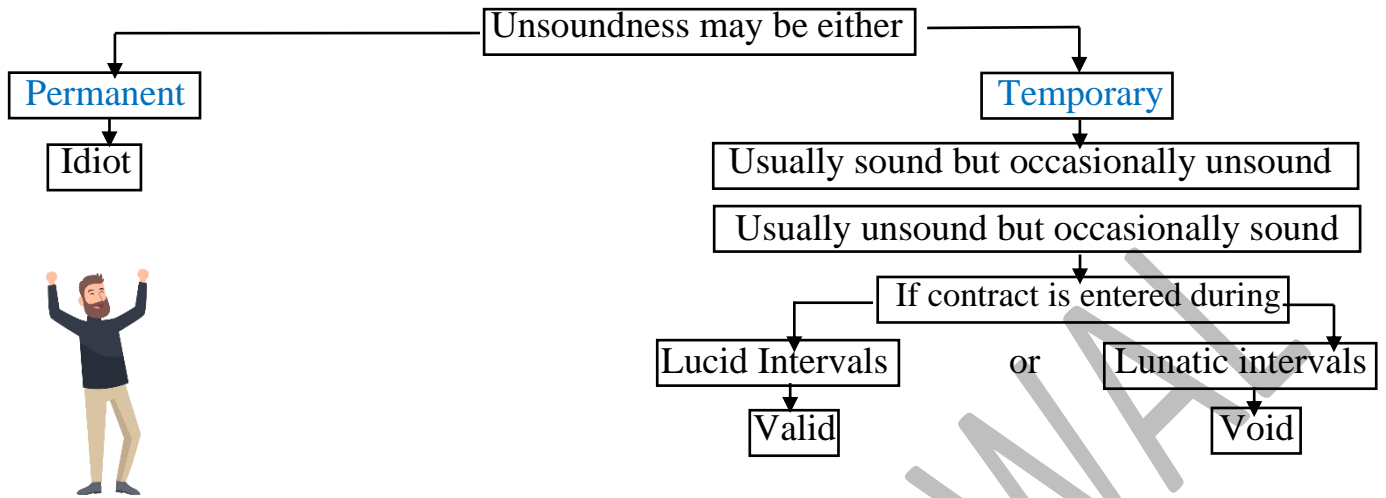 Unsoundness may be either
Permanent
Temporary
Idiot
Usually sound but occasionally unsound
Usually unsound but occasionally sound
If contract is entered during
Lucid Intervals or Lunatic intervals
Valid
Void
WAL